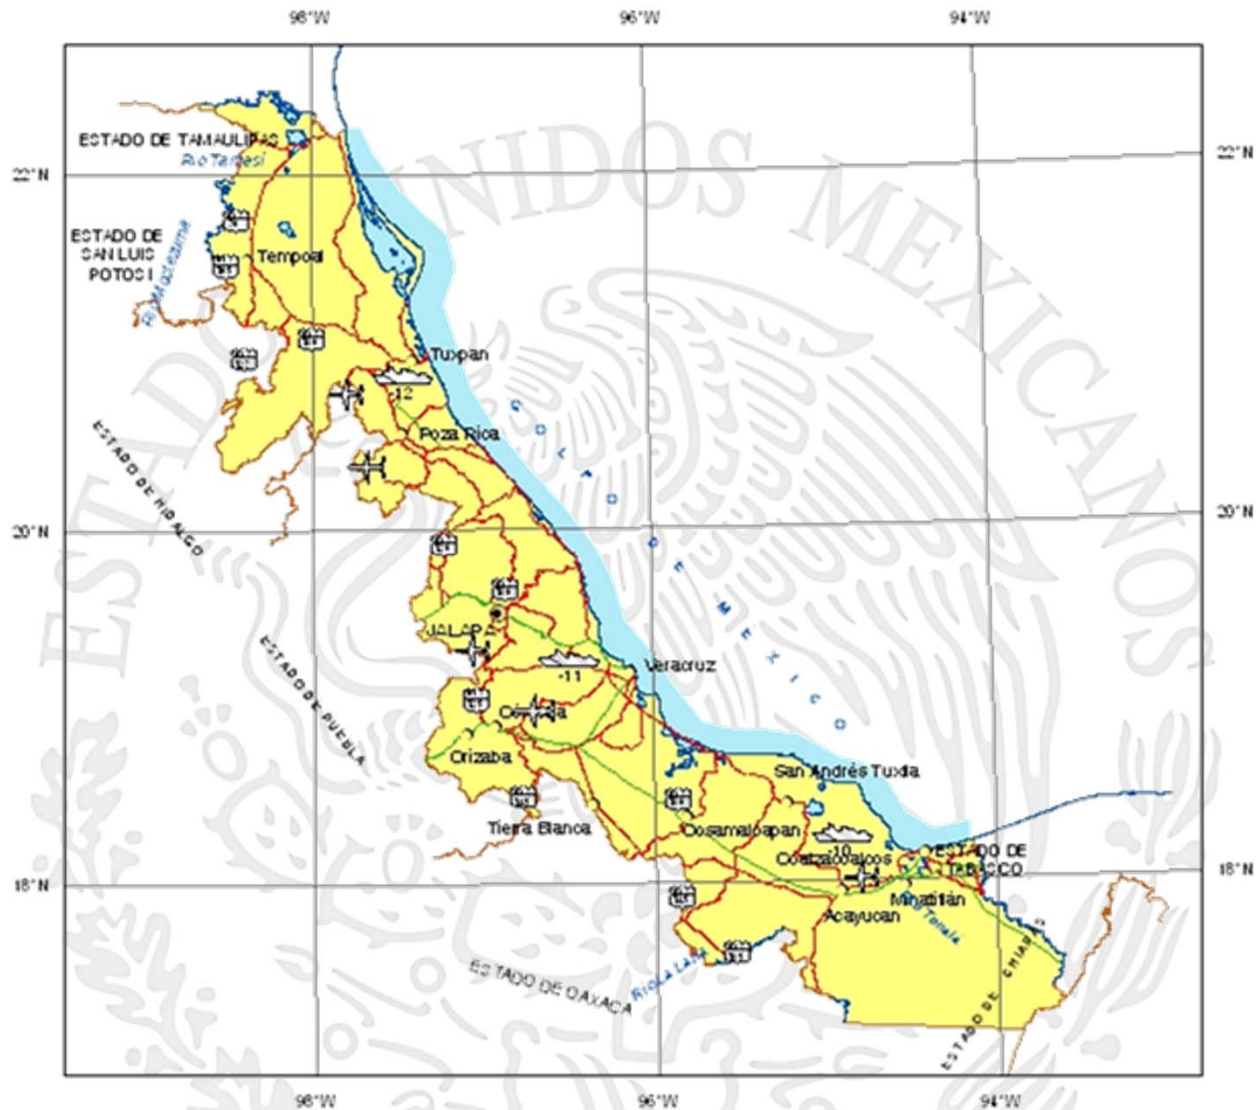 98°W
96°W
94°W
ESTADOS UNIDOS MEXICANOS
ESTADO DE TAMAULIPAS
Río Tamesí
22°N
22°N
ESTADO DE
SAN LUIS
POTOSI
Tempoal
Tuxpan
-12
Poza Rica
ESTADO DE HIDALGO
GOLFO DE MEXICO
20°N
20°N
JALAPA
ESTADO DE PUEBLA
Veracruz
-11
Orizaba
San Andrés Tuxtla
Tierra Blanca
Cosamaloapan
-10
Coatzacoalcos
ESTADO DE
TABASCO
18°N
18°N
Minatitlán
Acayucan
ESTADO DE OAXACA
RIO LA LANA
ESTADO DE CHIAPAS
98°W
96°W
94°W